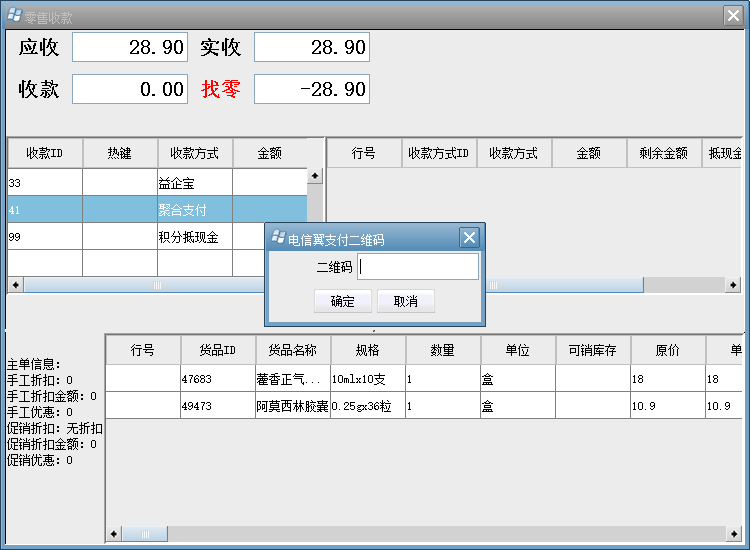 零售收款
应收 28.90 实收 28.90
收款 0.00 找零 -28.90
收款ID 热键 收款方式 金额
33 益企宝
41 聚合支付
99 积分抵现金
行号 收款方式ID 收款方式 金额 剩余金额 抵现金
电信翼支付二维码
二维码
确定 取消
主单信息:
手工折扣: 0
手工折扣金额: 0
手工优惠: 0
促销折扣: 无折扣
促销折扣金额: 0
促销优惠: 0
行号 货品ID 货品名称 规格 数量 单位 可销库存 原价 单
47683 藿香正气... 10mlx10支 1 盒 18 18
49473 阿莫西林胶囊 0.25gx36粒 1 盒 10.9 10.9